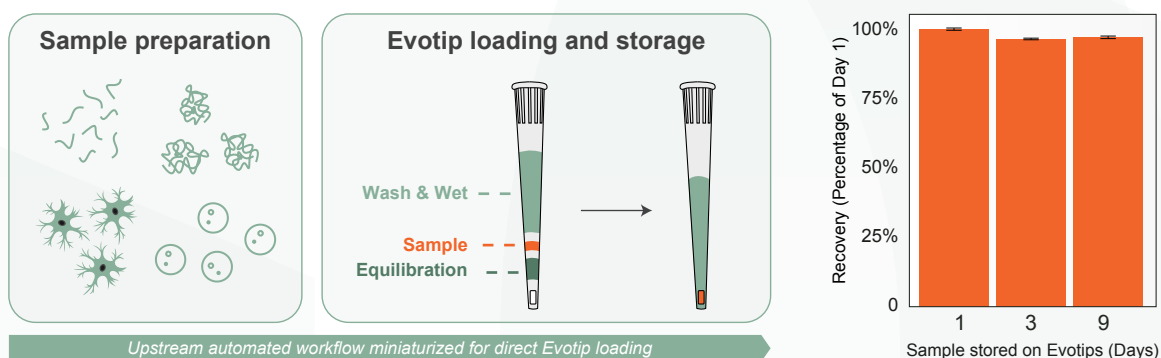 Sample preparation
Evotip loading and storage
Wash & Wet
Sample
Equilibration
Upstream automated workflow miniaturized for direct Evotip loading
Recovery (Percentage of Day 1)
100%
75%
50%
25%
0
1 3 9
Sample stored on Evotips (Days)